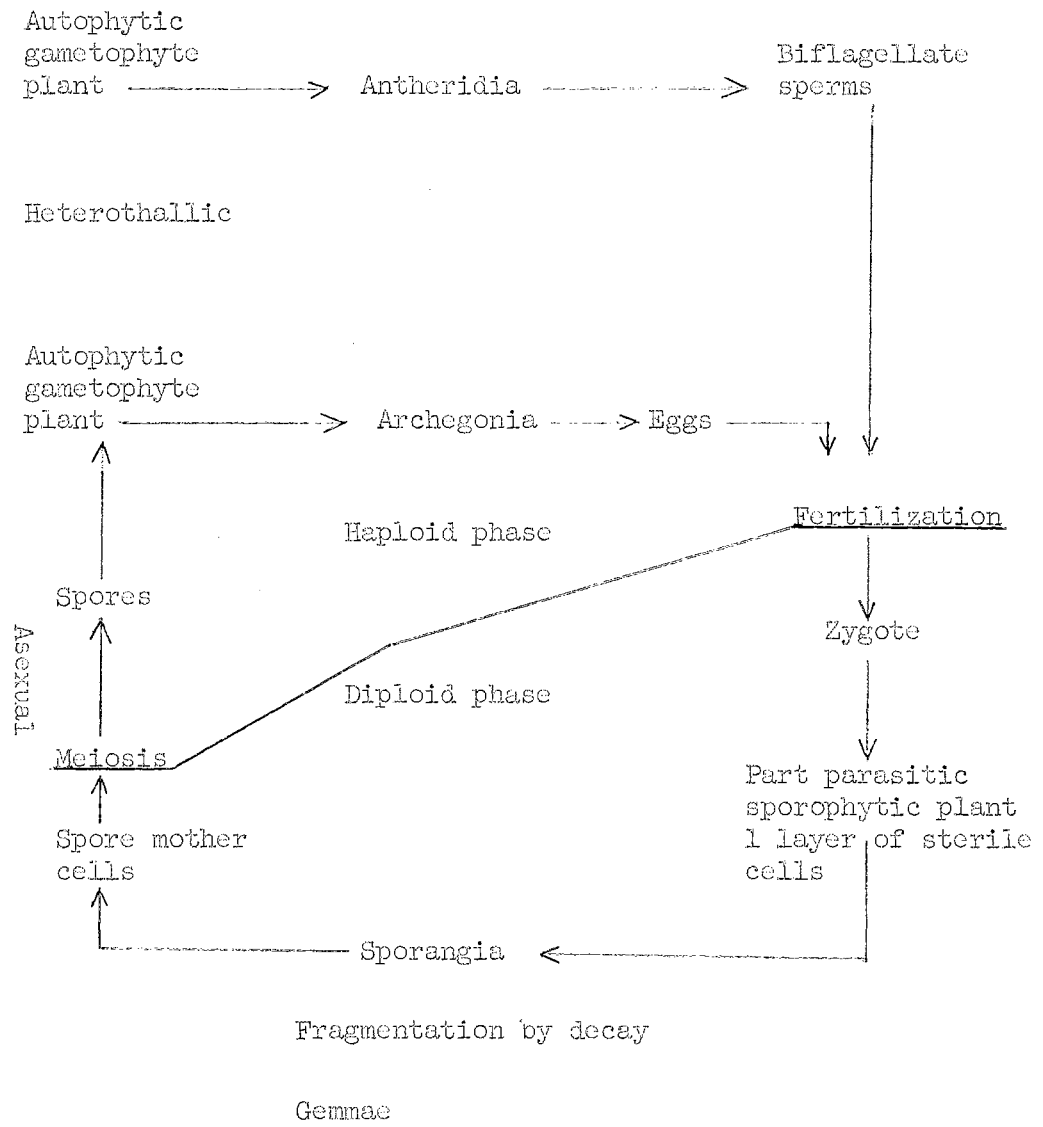 Autophytic
gametophyte
plant
Antheridia
Biflagellate
sperms
Heterothallic
Autophytic
gametophyte
plant
Archegonia
Eggs
Haploid phase
Fertilization
Spores
Zygote
Asexual
Diploid phase
Meiosis
Part parasitic
sporophytic plant
1 layer of sterile
cells
Spore mother
cells
Sporangia
Fragmentation by decay
Gemmae